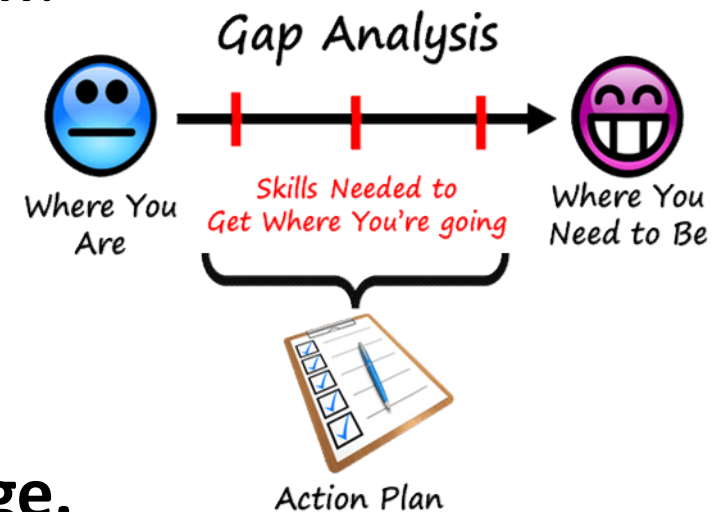 Gap Analysis
Where You
Are
Skills Needed to
Get Where You're going
Where You
Need to Be
Action Plan